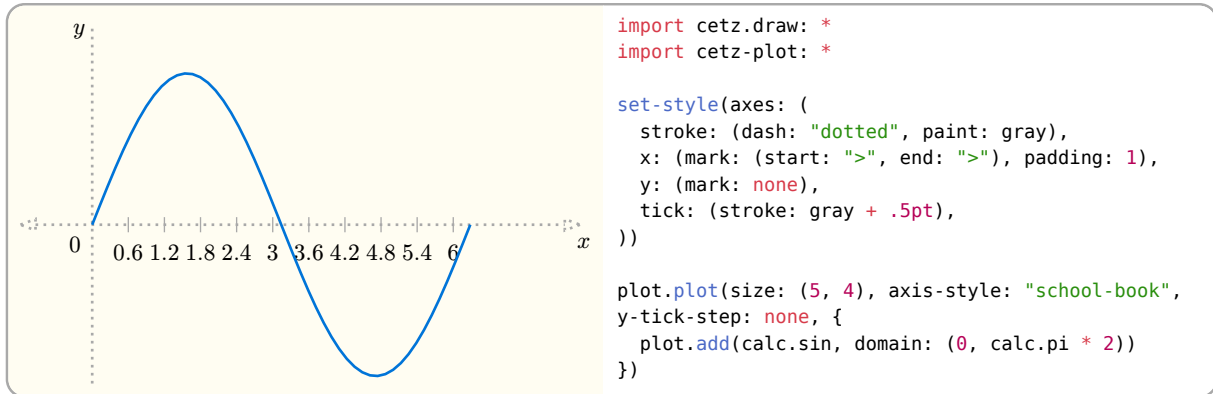 y
0
0.6 1.2 1.8 2.4 3 3.6 4.2 4.8 5.4 6
x
import cetz.draw: *
import cetz-plot: *
set-style(axes: (
  stroke: (dash: "dotted", paint: gray),
  x: (mark: (start: ">", end: ">"), padding: 1),
  y: (mark: none),
  tick: (stroke: gray + .5pt),
))
plot.plot(size: (5, 4), axis-style: "school-book",
y-tick-step: none, {
  plot.add(calc.sin, domain: (0, calc.pi * 2))
})